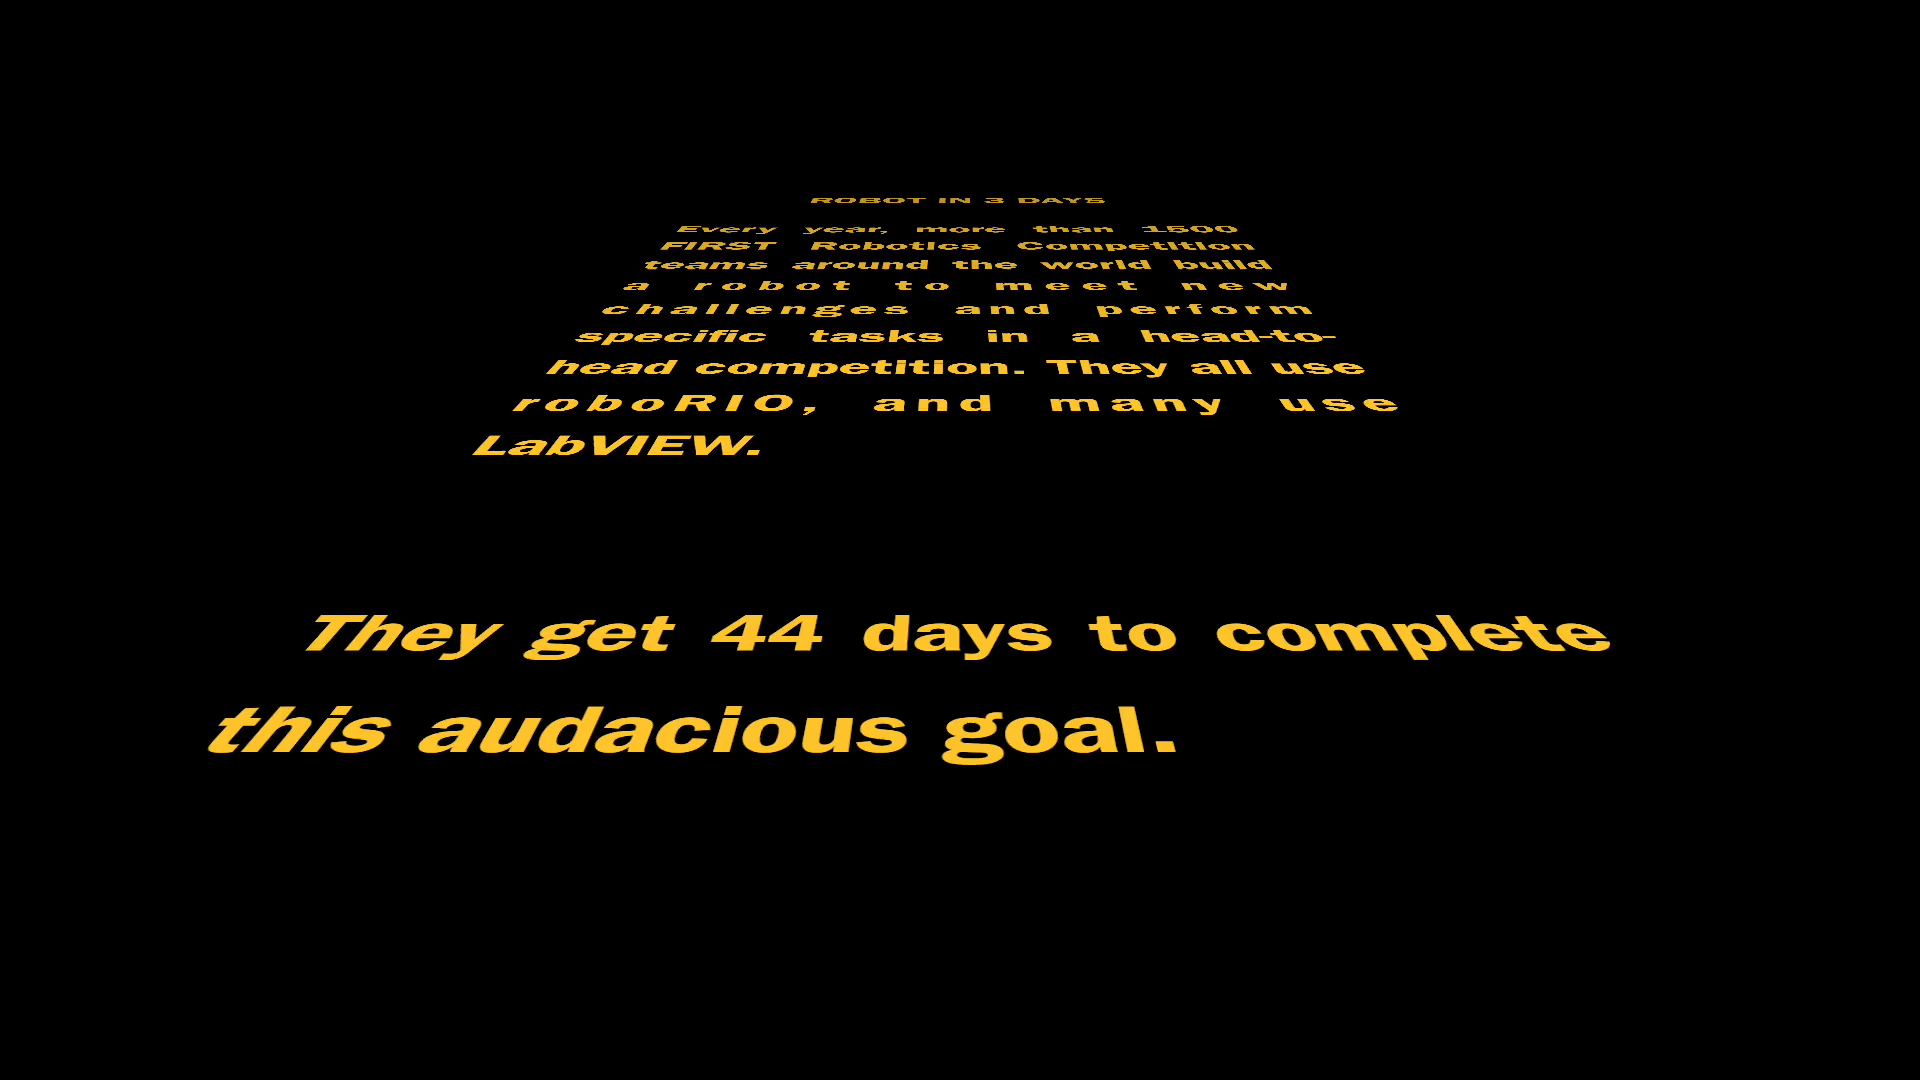 ROBOT IN 3 DAYS
Every year, more than 1500
FIRST Robotics Competition
teams around the world build
a robot to meet new
challenges and perform
specific tasks in a head-to-
head competition. They all use
roboRIO, and many use
LabVIEW.
They get 44 days to complete
this audacious goal.